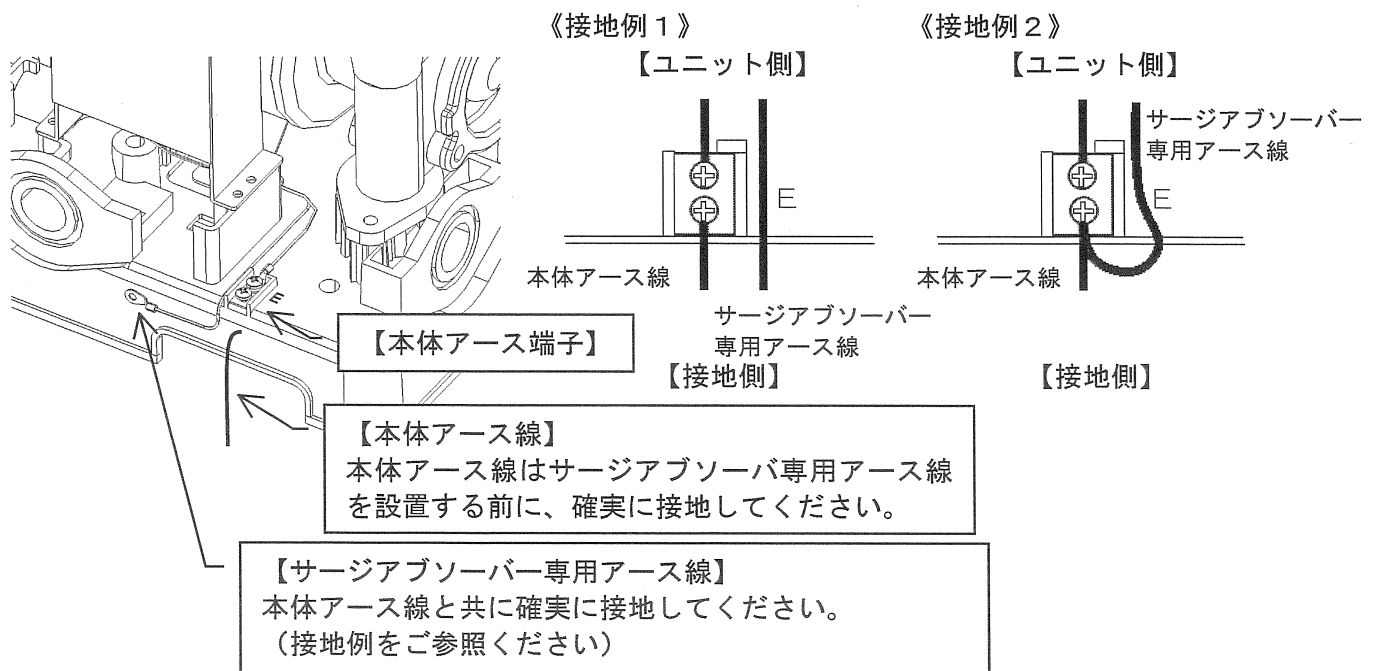 《接地例１》
【ユニット側】
E
本体アース線
サージアブソーバー
専用アース線
【接地側】
《接地例２》
【ユニット側】
サージアブソーバー
専用アース線
E
本体アース線
【接地側】
E
【本体アース端子】
【本体アース線】
本体アース線はサージアブソーバ専用アース線
を設置する前に、確実に接地してください。
【サージアブソーバー専用アース線】
本体アース線と共に確実に接地してください。
（接地例をご参照ください）